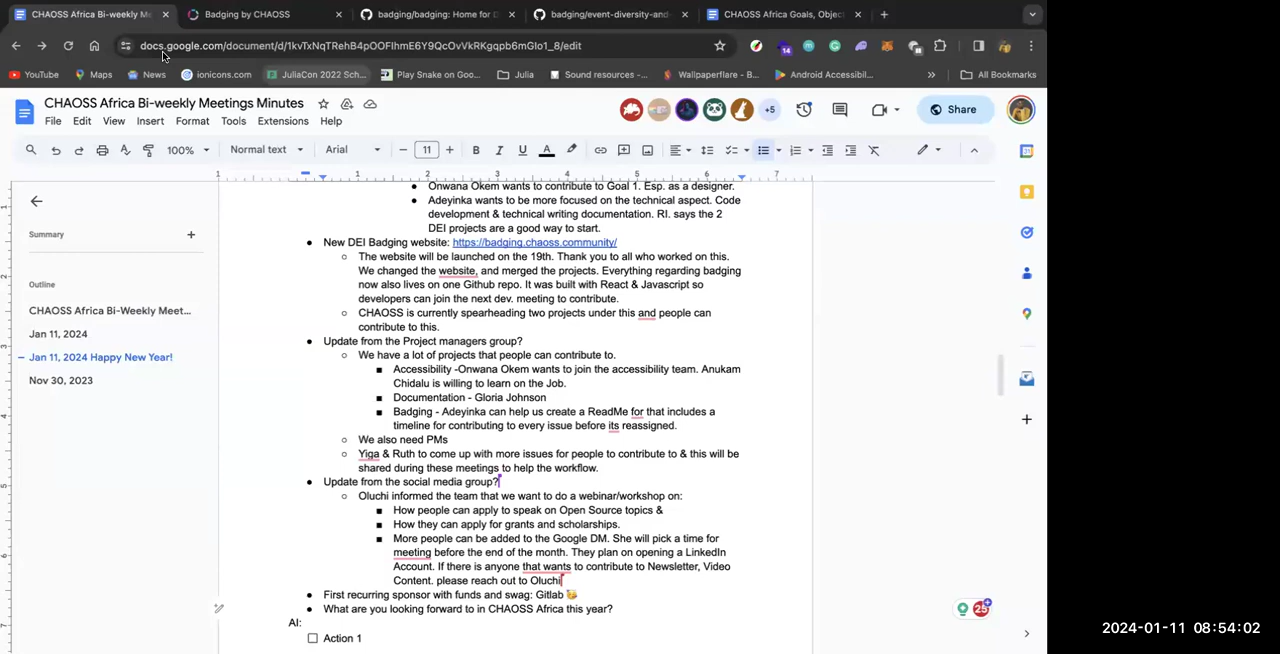 CHAOSS Africa Bi-weekly Me
Badging by CHAOSS
badging/badging: Home for D
badging/event-diversity-and-
CHAOSS Africa Goals, Object
docs.google.com/document/d/1kvTxNqTRehB4pOOFIhmE6Y9QcOvVkRKgqpb6mGlo1_8/edit
14
YouTube
Maps
News
ionicons.com
JuliaCon 2022 Sch...
Play Snake on Goo...
Julia
Sound resources -...
Wallpaperflare - B...
Android Accessibil...
All Bookmarks
CHAOSS Africa Bi-weekly Meetings Minutes
+5
Share
File Edit View Insert Format Tools Extensions Help
100% Normal text Arial 11
1 1 2 3 4 5 6 7
Summary
Outline
CHAOSS Africa Bi-Weekly Meet...
Jan 11, 2024
Jan 11, 2024 Happy New Year!
Nov 30, 2023
Onwana Okem wants to contribute to Goal 1. Esp. as a designer.
Adeyinka wants to be more focused on the technical aspect. Code
development & technical writing documentation. RI. says the 2
DEI projects are a good way to start.
New DEI Badging website: https://badging.chaoss.community/
The website will be launched on the 19th. Thank you to all who worked on this.
We changed the website, and merged the projects. Everything regarding badging
now also lives on one Github repo. It was built with React & Javascript so
developers can join the next dev. meeting to contribute.
CHAOSS is currently spearheading two projects under this and people can
contribute to this.
Update from the Project managers group?
We have a lot of projects that people can contribute to.
Accessibility -Onwana Okem wants to join the accessibility team. Anukam
Chidalu is willing to learn on the Job.
Documentation - Gloria Johnson
Badging - Adeyinka can help us create a ReadMe for that includes a
timeline for contributing to every issue before its reassigned.
We also need PMs
Yiga & Ruth to come up with more issues for people to contribute to & this will be
shared during these meetings to help the workflow.
Update from the social media group?
Oluchi informed the team that we want to do a webinar/workshop on:
How people can apply to speak on Open Source topics &
How they can apply for grants and scholarships.
More people can be added to the Google DM. She will pick a time for
meeting before the end of the month. They plan on opening a LinkedIn
Account. If there is anyone that wants to contribute to Newsletter, Video
Content. please reach out to Oluchi
First recurring sponsor with funds and swag: Gitlab
What are you looking forward to in CHAOSS Africa this year?
AI:
Action 1
25
2024-01-11 08:54:02